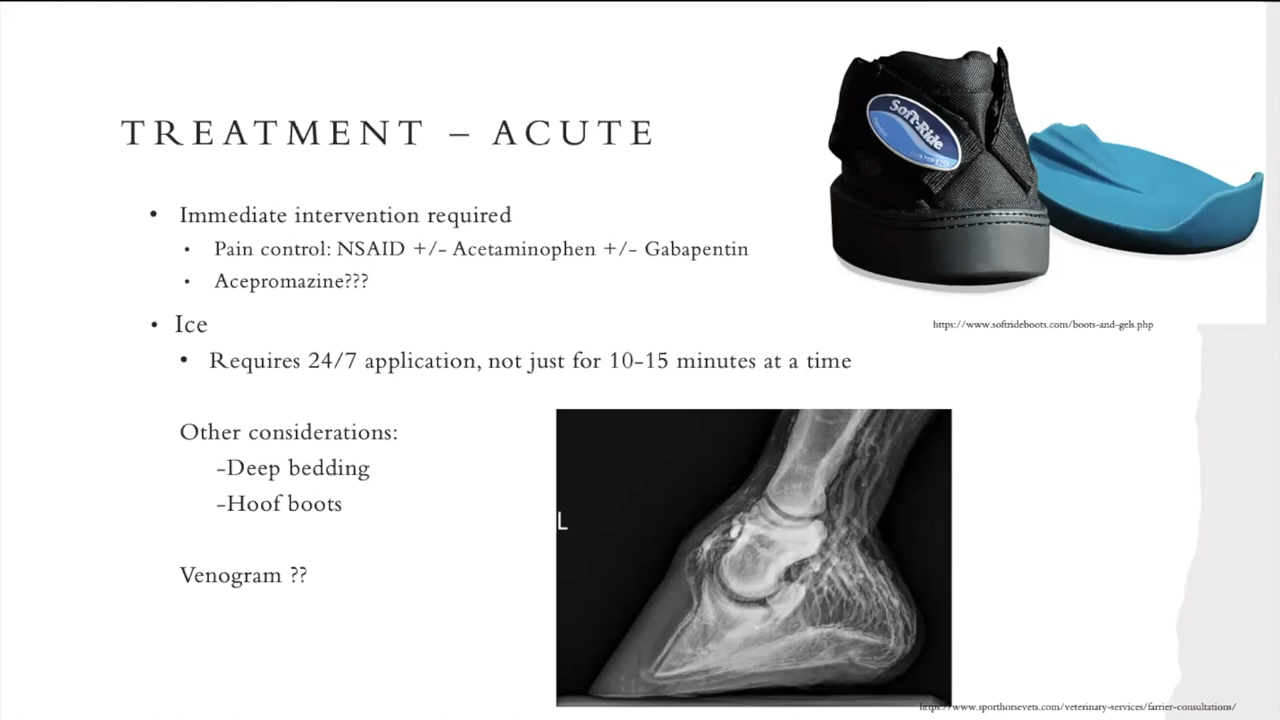 TREATMENT – ACUTE
• Immediate intervention required
• Pain control: NSAID +/- Acetaminophen +/- Gabapentin
• Acepromazine???
• Ice
• Requires 24/7 application, not just for 10-15 minutes at a time
Other considerations:
-Deep bedding
-Hoof boots
Venogram ??
Soft-Ride
https://www.softrideboots.com/boots-and-gels.php
L
https://www.sporthorsevets.com/veterinary-services/farrier-consultations/